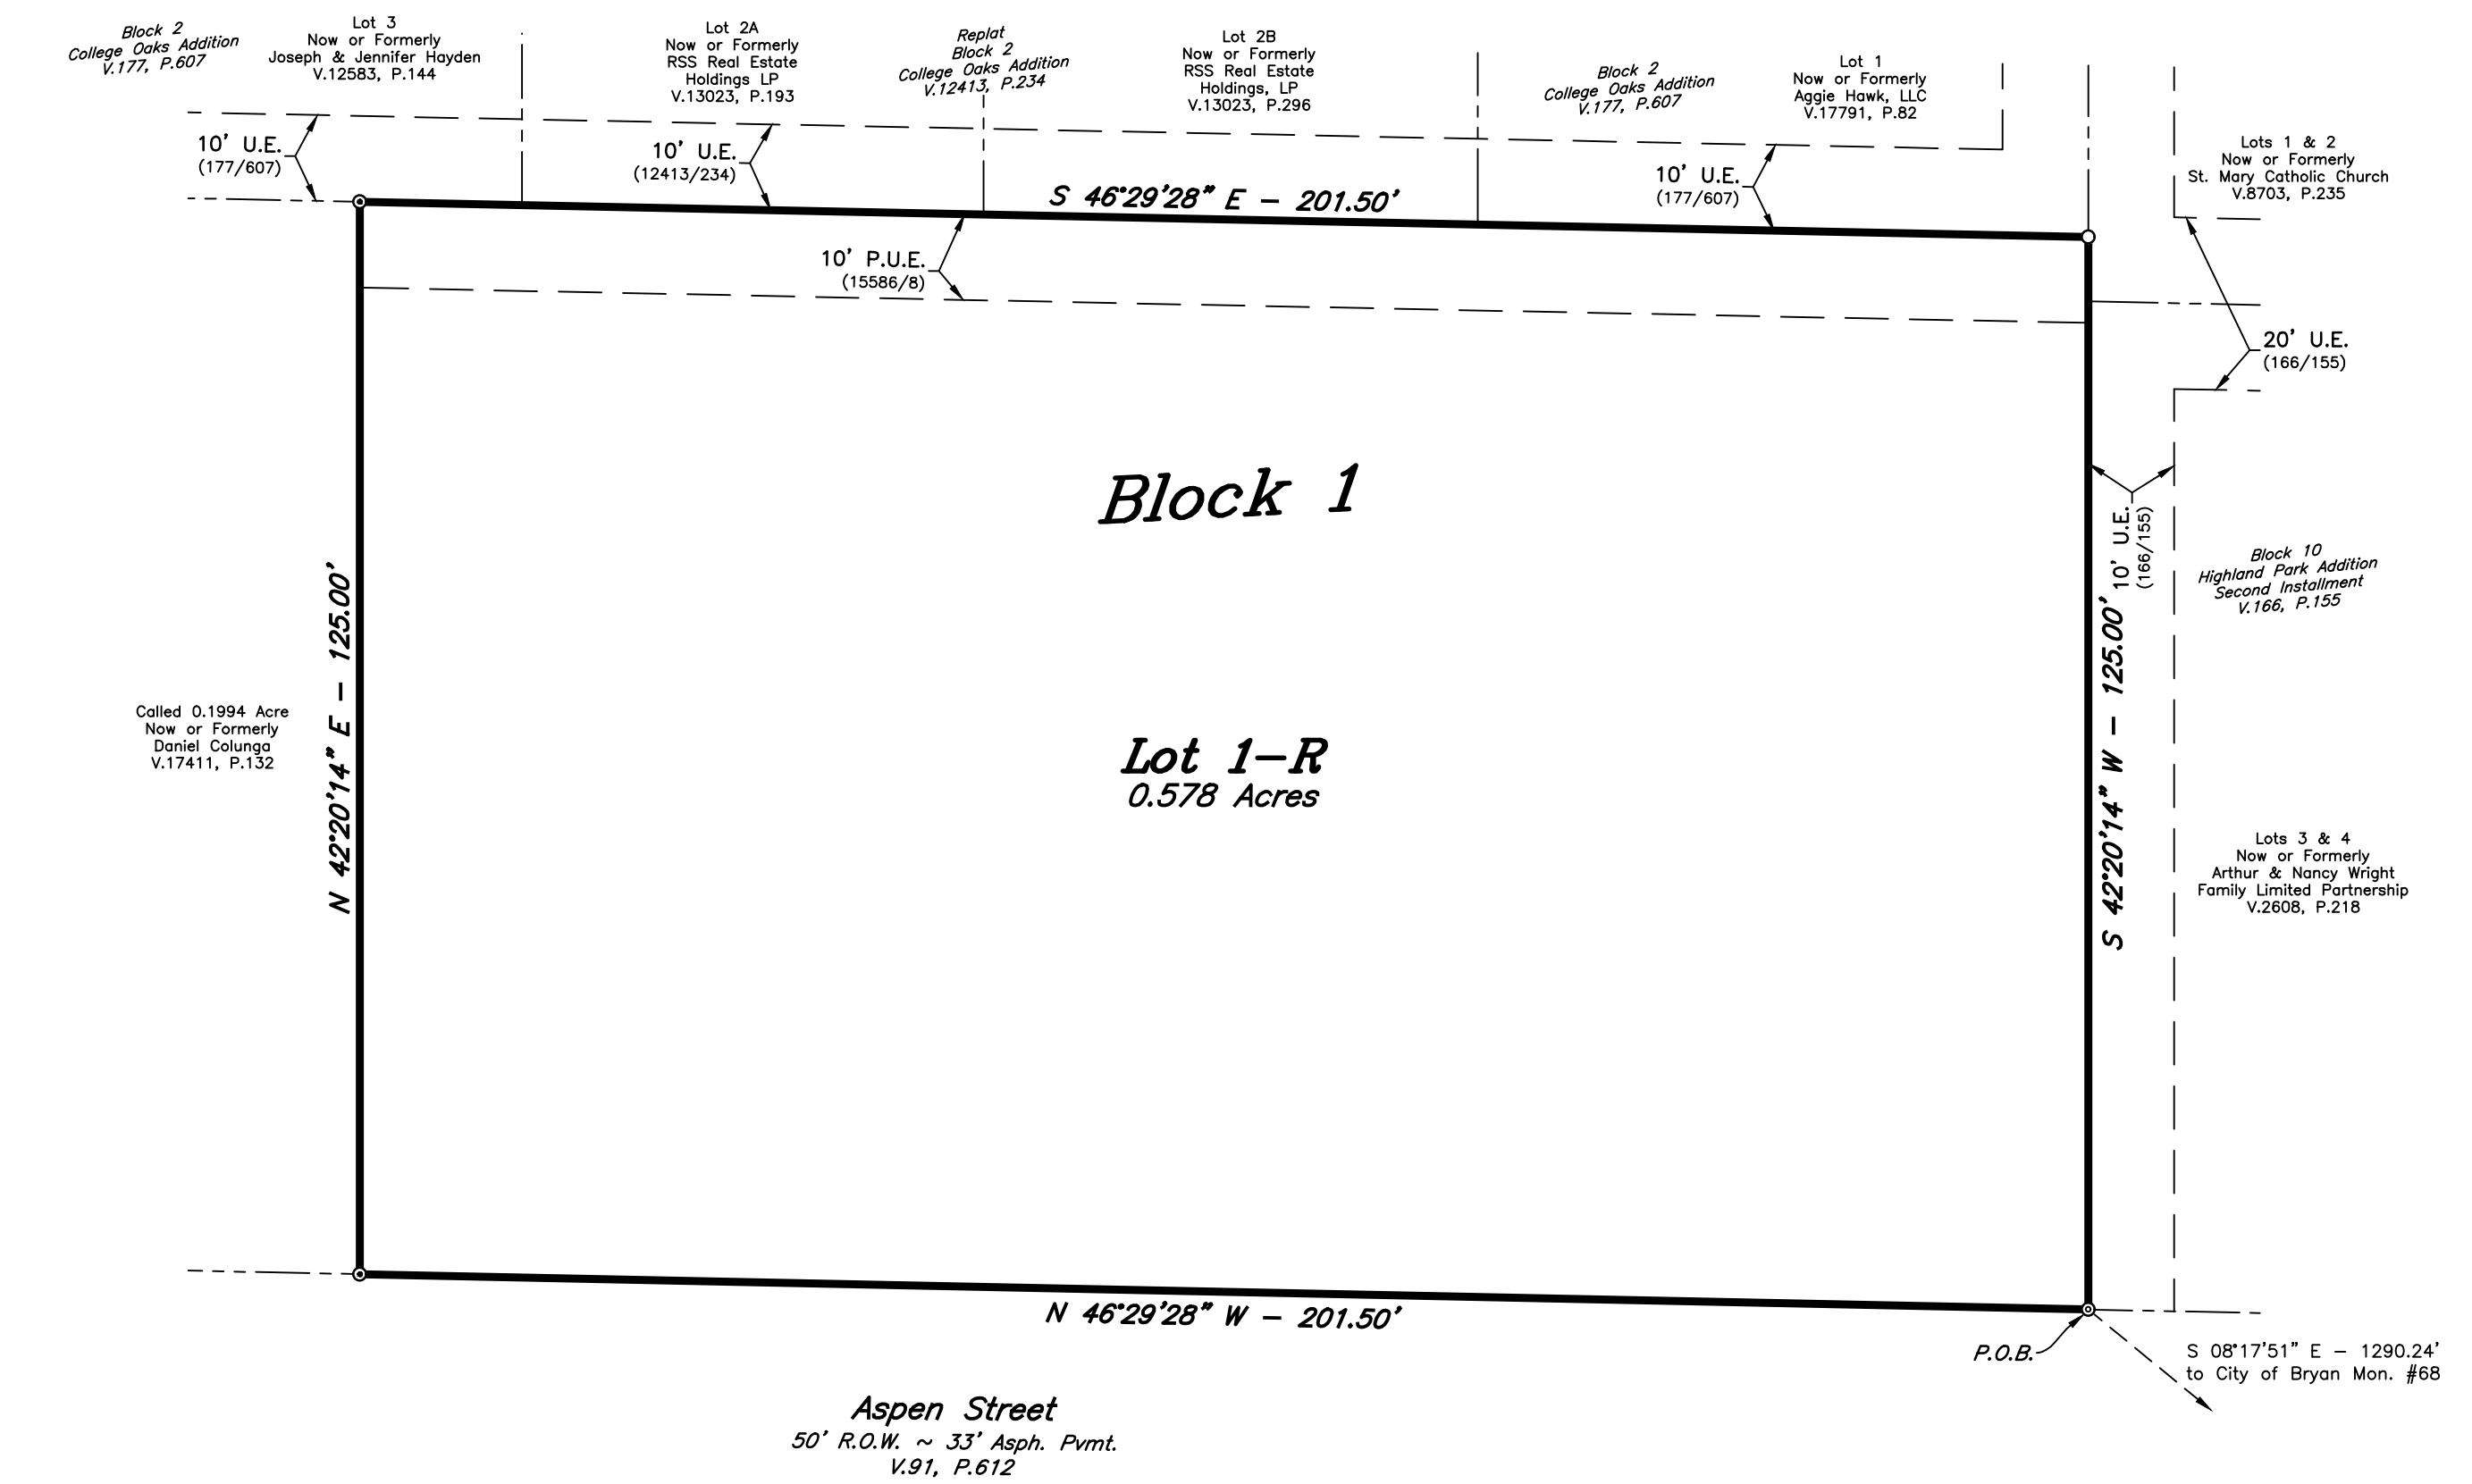 Block 2
College Oaks Addition
V.177, P.607
Lot 3
Now or Formerly
Joseph & Jennifer Hayden
V.12583, P.144
Lot 2A
Now or Formerly
RSS Real Estate
Holdings LP
V.13023, P.193
Replat
Block 2
College Oaks Addition
V.12413, P.234
Lot 2B
Now or Formerly
RSS Real Estate
Holdings, LP
V.13023, P.296
Block 2
College Oaks Addition
V.177, P.607
Lot 1
Now or Formerly
Aggie Hawk, LLC
V.17791, P.82
Lots 1 & 2
Now or Formerly
St. Mary Catholic Church
V.8703, P.235
10' U.E.
(177/607)
10' U.E.
(12413/234)
10' U.E.
(177/607)
S 46°29'28" E - 201.50'
10' P.U.E.
(15586/8)
20' U.E.
(166/155)
Block 1
10' U.E.
(166/155)
Block 10
Highland Park Addition
Second Installment
V.166, P.155
N 42°20'14" E - 125.00'
S 42°20'14" W - 125.00'
Called 0.1994 Acre
Now or Formerly
Daniel Colunga
V.17411, P.132
Lot 1-R
0.578 Acres
Lots 3 & 4
Now or Formerly
Arthur & Nancy Wright
Family Limited Partnership
V.2608, P.218
N 46°29'28" W - 201.50'
P.O.B.
S 08°17'51" E - 1290.24'
to City of Bryan Mon. #68
Aspen Street
50' R.O.W. ~ 33' Asph. Pvmt.
V.91, P.612